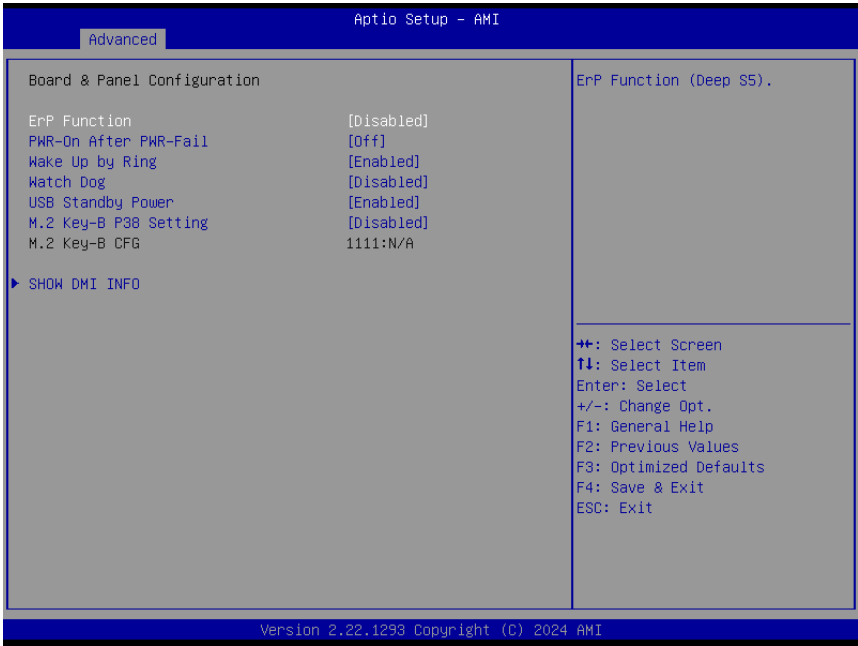 Aptio Setup – AMI
Advanced
Board & Panel Configuration
ErP Function [Disabled]
PWR-On After PWR-Fail [Off]
Wake Up by Ring [Enabled]
Watch Dog [Disabled]
USB Standby Power [Enabled]
M.2 Key-B P38 Setting [Disabled]
M.2 Key-B CFG 1111:N/A
SHOW DMI INFO
ErP Function (Deep S5).
→←: Select Screen
↑↓: Select Item
Enter: Select
+/-: Change Opt.
F1: General Help
F2: Previous Values
F3: Optimized Defaults
F4: Save & Exit
ESC: Exit
Version 2.22.1293 Copyright (C) 2024 AMI